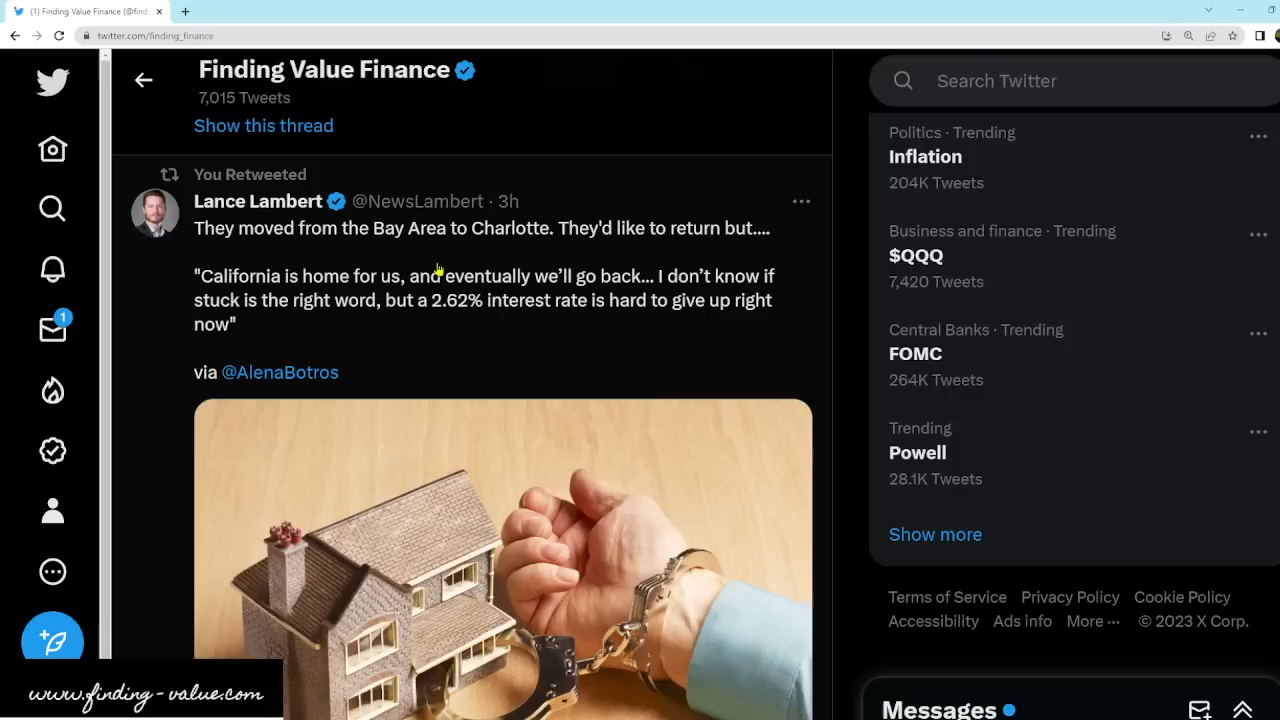 (1) Finding Value Finance (@find
twitter.com/finding_finance
Finding Value Finance
7,015 Tweets
Show this thread
You Retweeted
Lance Lambert @NewsLambert · 3h
They moved from the Bay Area to Charlotte. They'd like to return but....
"California is home for us, and eventually we’ll go back... I don’t know if
stuck is the right word, but a 2.62% interest rate is hard to give up right
now"
via @AlenaBotros
1
www.finding-value.com
Search Twitter
Politics · Trending
Inflation
204K Tweets
Business and finance · Trending
$QQQ
7,420 Tweets
Central Banks · Trending
FOMC
264K Tweets
Trending
Powell
28.1K Tweets
Show more
Terms of Service Privacy Policy Cookie Policy
Accessibility Ads info More ··· © 2023 X Corp.
Messages